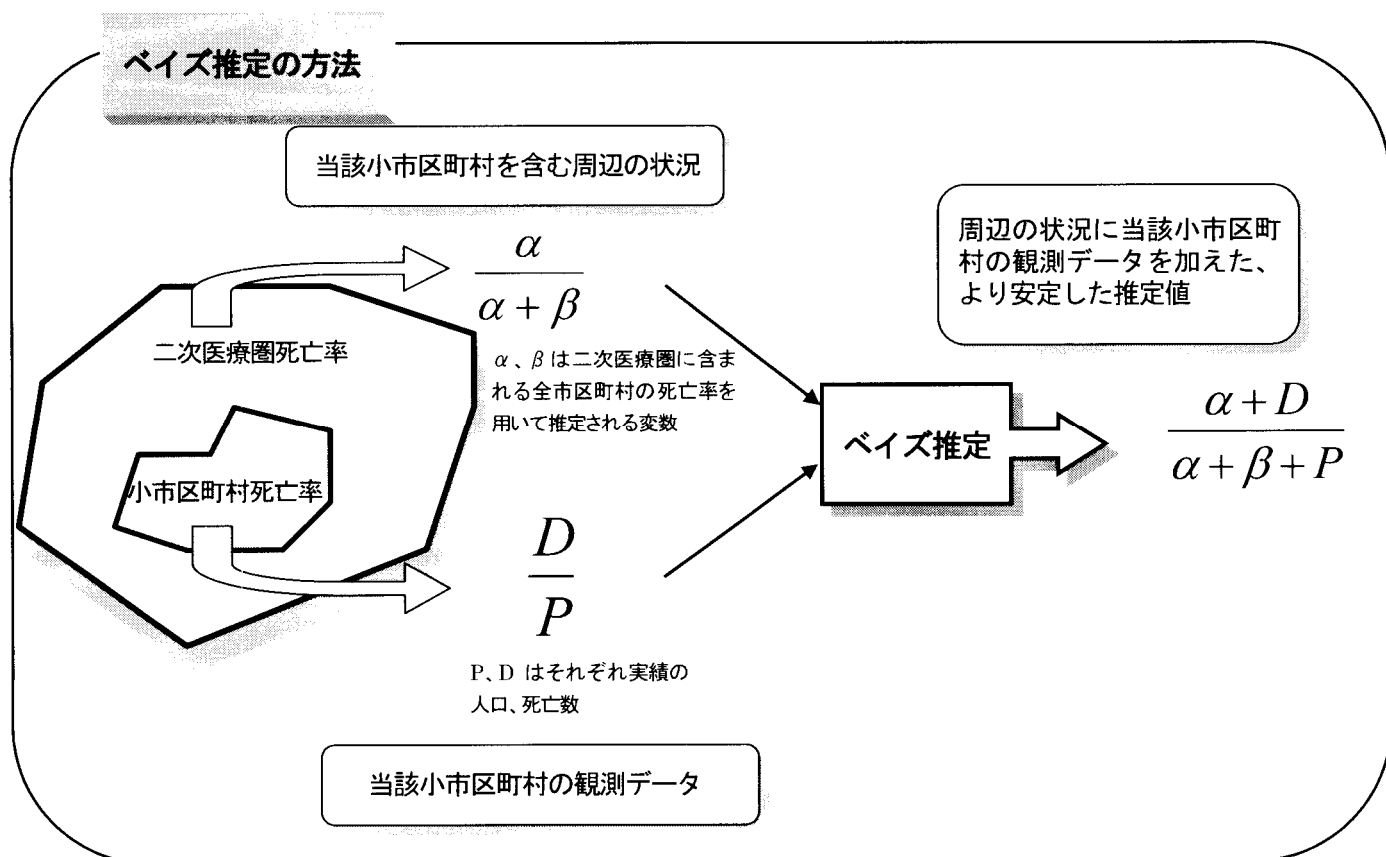 ベイズ推定の方法
当該小市区町村を含む周辺の状況
周辺の状況に当該小市区町
村の観測データを加えた、
より安定した推定値
二次医療圏死亡率
α
α + β
α、βは二次医療圏に含ま
れる全市区町村の死亡率を
用いて推定される変数
小市区町村死亡率
ベイズ推定
α + D
α + β + P
D
P
P、D はそれぞれ実績の
人口、死亡数
当該小市区町村の観測データ